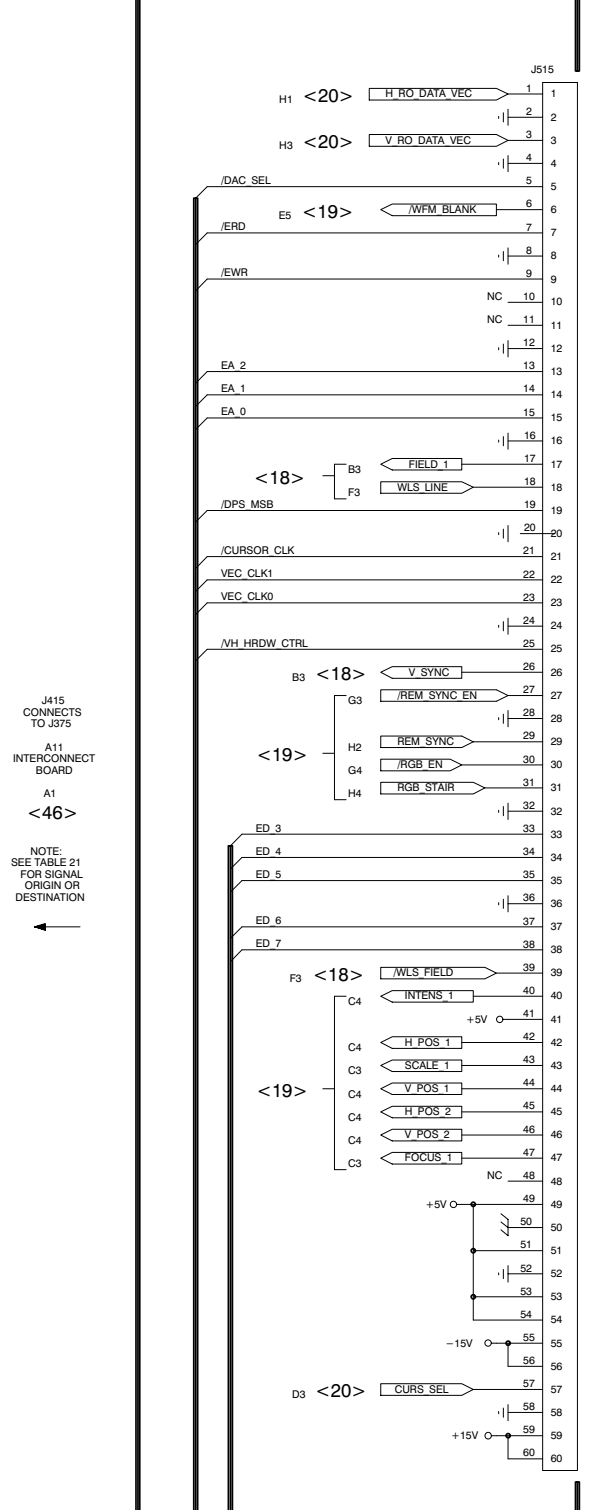 J515
H1 <20> H_RO_DATA_VEC 1 1
2 2
H3 <20> V_RO_DATA_VEC 3 3
4 4
/DAC_SEL 5 5
E5 <19> /WFM_BLANK 6 6
/ERD 7 7
8 8
/EWR 9 9
NC 10 10
NC 11 11
12 12
EA_2 13 13
EA_1 14 14
EA_0 15 15
16 16
<18> B3 FIELD_1 17 17
F3 WLS_LINE 18 18
/DPS_MSB 19 19
20 20
/CURSOR_CLK 21 21
VEC_CLK1 22 22
VEC_CLK0 23 23
24 24
/VH_HRDW_CTRL 25 25
B3 <18> V_SYNC 26 26
G3 /REM_SYNC_EN 27 27
28 28
<19> H2 REM_SYNC 29 29
G4 /RGB_EN 30 30
H4 RGB_STAIR 31 31
32 32
ED_3 33 33
ED_4 34 34
ED_5 35 35
36 36
ED_6 37 37
ED_7 38 38
F3 <18> /WLS_FIELD 39 39
C4 INTENS_1 40 40
+5V 41 41
C4 H_POS_1 42 42
C3 SCALE_1 43 43
<19> C4 V_POS_1 44 44
C4 H_POS_2 45 45
C4 V_POS_2 46 46
C3 FOCUS_1 47 47
NC 48 48
+5V 49 49
50 50
51 51
52 52
53 53
54 54
−15V 55 55
56 56
D3 <20> CURS_SEL 57 57
58 58
+15V 59 59
60 60
J415
CONNECTS
TO J375
A11
INTERCONNECT
BOARD
A1
<46>
NOTE:
SEE TABLE 21
FOR SIGNAL
ORIGIN OR
DESTINATION